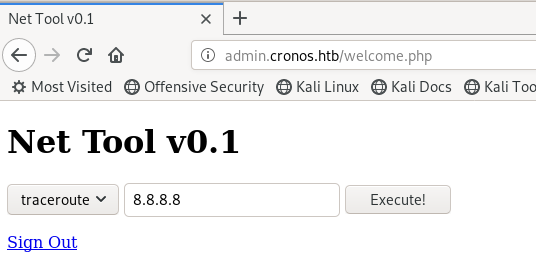 Net Tool v0.1
admin.cronos.htb/welcome.php
Most Visited Offensive Security Kali Linux Kali Docs Kali Too
Net Tool v0.1
traceroute 8.8.8.8 Execute!
Sign Out